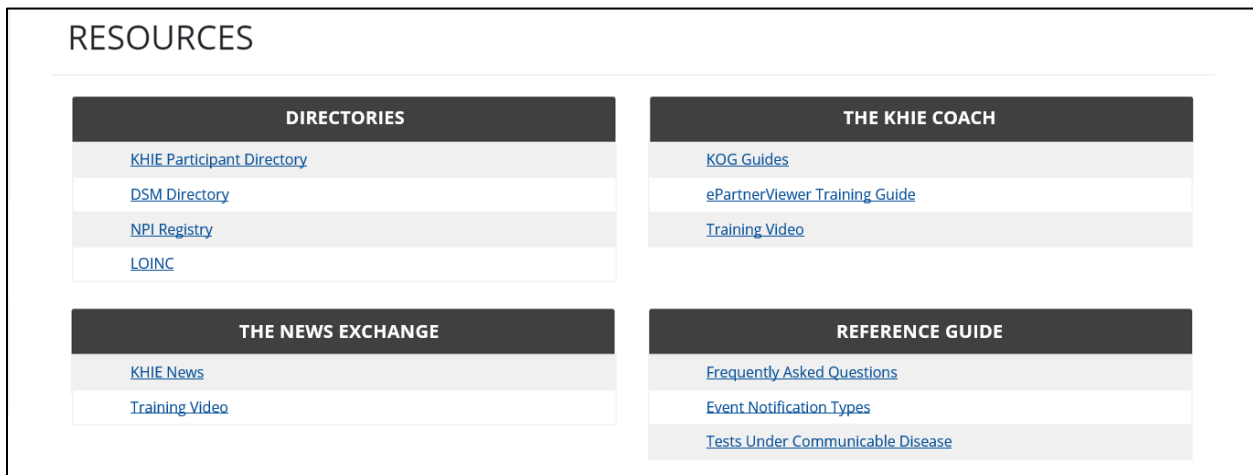 RESOURCES
DIRECTORIES
KHIE Participant Directory
DSM Directory
NPI Registry
LOINC
THE KHIE COACH
KOG Guides
ePartnerViewer Training Guide
Training Video
THE NEWS EXCHANGE
KHIE News
Training Video
REFERENCE GUIDE
Frequently Asked Questions
Event Notification Types
Tests Under Communicable Disease